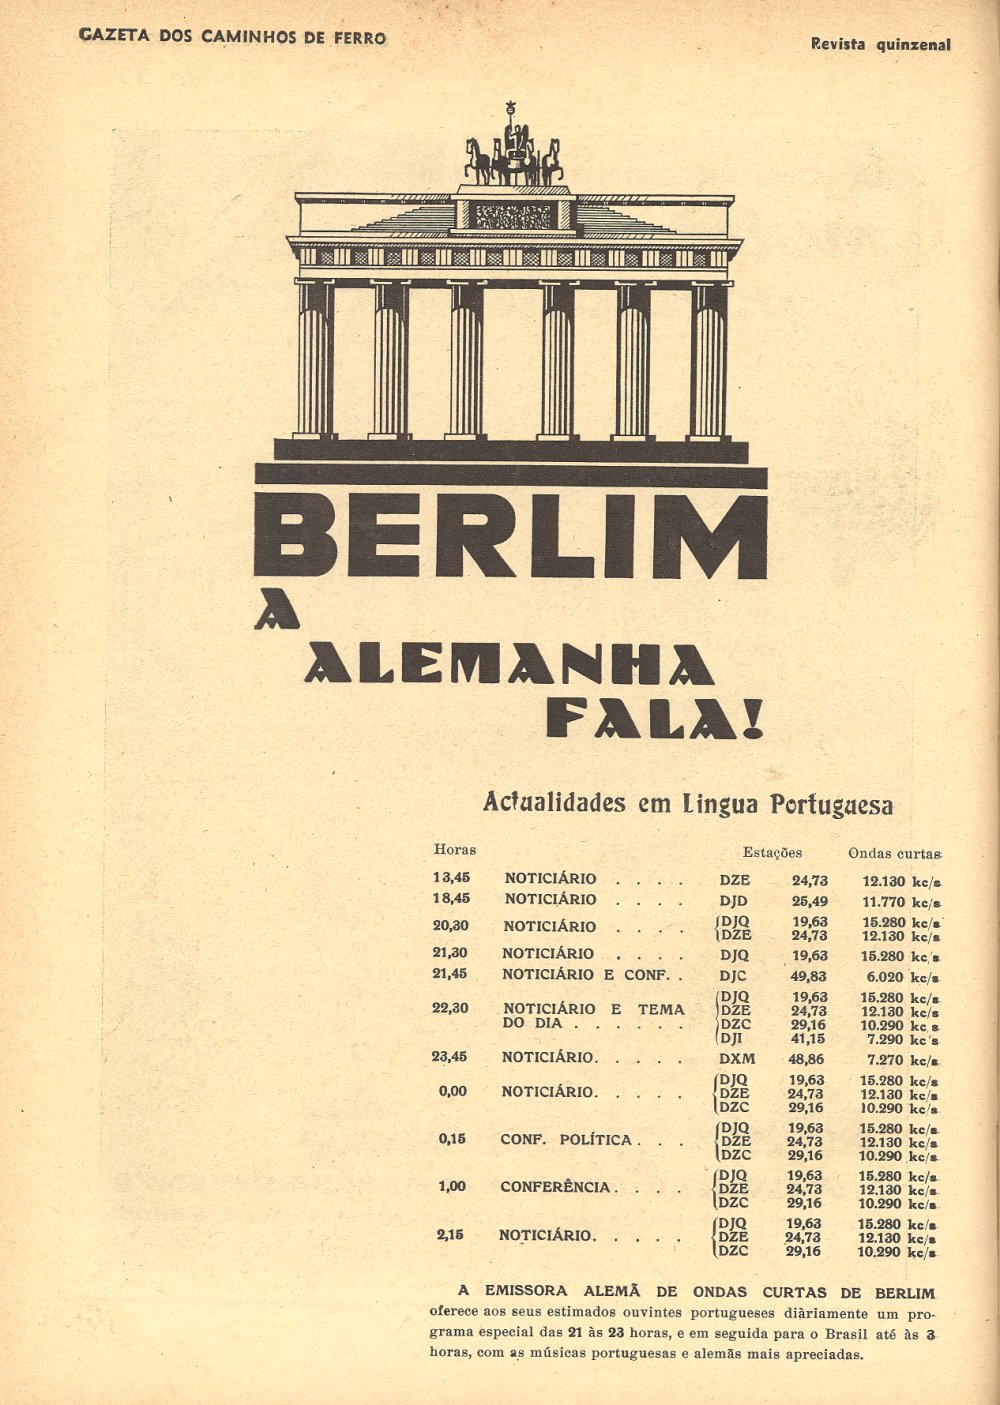 GAZETA DOS CAMINHOS DE FERRO
Revista quinzenal
BERLIM
A
ALEMANHA
FALA!
Actualidades em Lingua Portuguesa
Horas Estações Ondas curtas
13,45 NOTICIÁRIO . . . . DZE 24,73 12.130 kc/s
18,45 NOTICIÁRIO . . . . DJD 25,49 11.770 kc/s
20,30 NOTICIÁRIO . . . . DJQ 19,63 15.280 kc/s
DZE 24,73 12.130 kc/s
21,30 NOTICIÁRIO . . . . DJQ 19,63 15.280 kc/s
21,45 NOTICIÁRIO E CONF. . DJC 49,83 6.020 kc/s
22,30 NOTICIÁRIO E TEMA DO DIA . . . . . . DJQ 19,63 15.280 kc/s
DZE 24,73 12.130 kc/s
DZC 29,16 10.290 kc/s
DJI 41,15 7.290 kc/s
23,45 NOTICIÁRIO. . . . . DXM 48,86 7.270 kc/s
0,00 NOTICIÁRIO. . . . . DJQ 19,63 15.280 kc/s
DZE 24,73 12.130 kc/s
DZC 29,16 10.290 kc/s
0,15 CONF. POLÍTICA . . . DJQ 19,63 15.280 kc/s
DZE 24,73 12.130 kc/s
DZC 29,16 10.290 kc/s
1,00 CONFERÊNCIA . . . . DJQ 19,63 15.280 kc/s
DZE 24,73 12.130 kc/s
DZC 29,16 10.290 kc/s
2,15 NOTICIÁRIO. . . . . DJQ 19,63 15.280 kc/s
DZE 24,73 12.130 kc/s
DZC 29,16 10.290 kc/s
A EMISSORA ALEMÃ DE ONDAS CURTAS DE BERLIM
oferece aos seus estimados ouvintes portugueses diàriamente um pro-
grama especial das 21 às 23 horas, e em seguida para o Brasil até às 3
horas, com as músicas portuguesas e alemãs mais apreciadas.